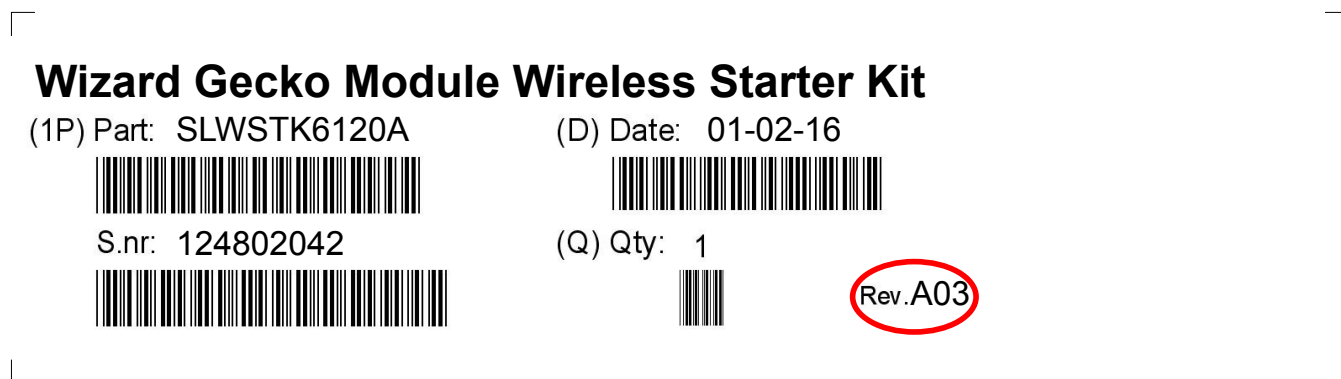 Wizard Gecko Module Wireless Starter Kit
(1P) Part: SLWSTK6120A (D) Date: 01-02-16
S.nr: 124802042 (Q) Qty: 1
Rev.A03